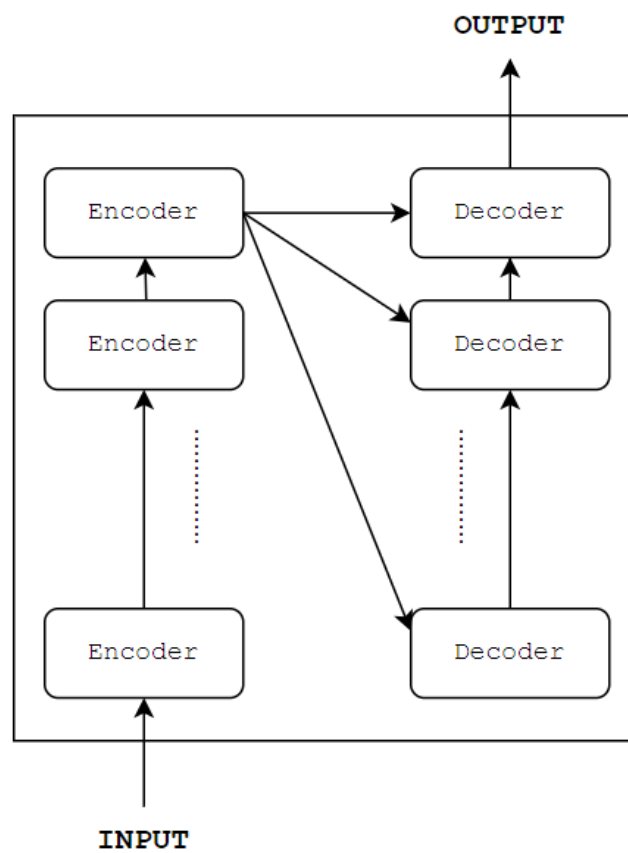 OUTPUT
Encoder
Decoder
Encoder
Decoder
Encoder
Decoder
INPUT